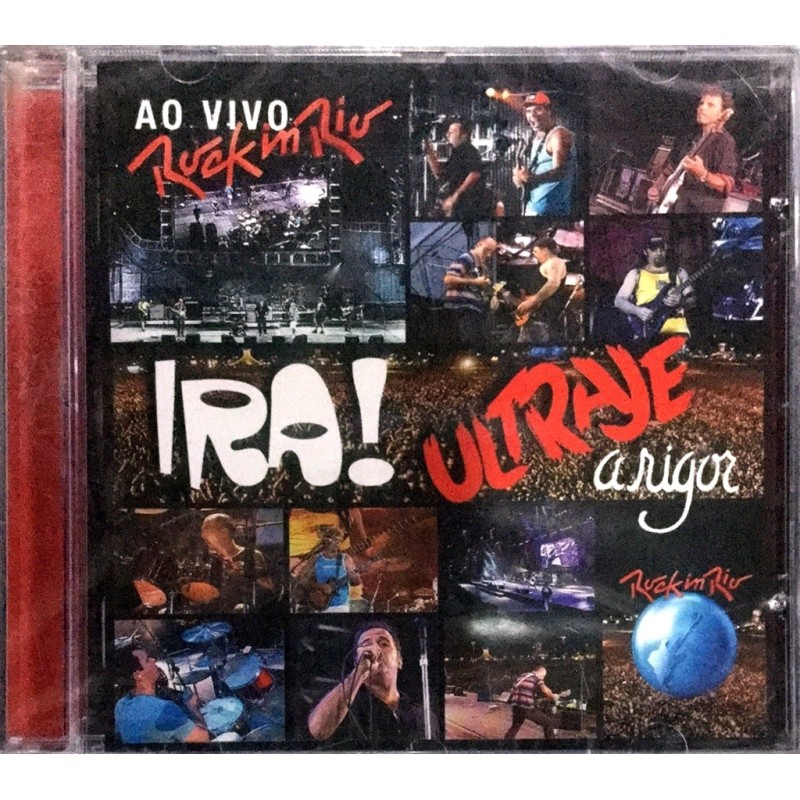 AO VIVO
Rock in Rio
IRA!
ULTRAJE
a rigor
Rock in Rio